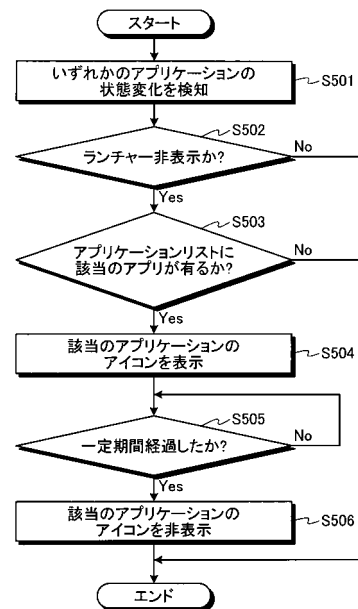 スタート
いずれかのアプリケーションの
状態変化を検知
S501
S502
ランチャー非表示か?
No
Yes
S503
アプリケーションリストに
該当のアプリが有るか?
No
Yes
該当のアプリケーションの
アイコンを表示
S504
S505
一定期間経過したか?
No
Yes
該当のアプリケーションの
アイコンを非表示
S506
エンド